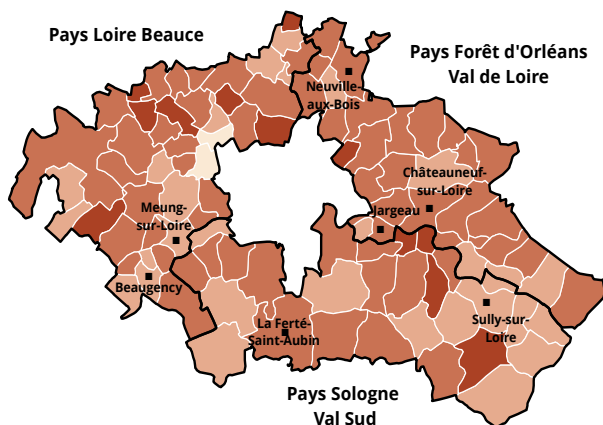 Pays Loire Beauce
Pays Forêt d'Orléans
Val de Loire
Neuville-
aux-Bois
Châteauneuf-
sur-Loire
Jargeau
Meung-
sur-Loire
Beaugency
La Ferté-
Saint-Aubin
Sully-sur-
Loire
Pays Sologne
Val Sud